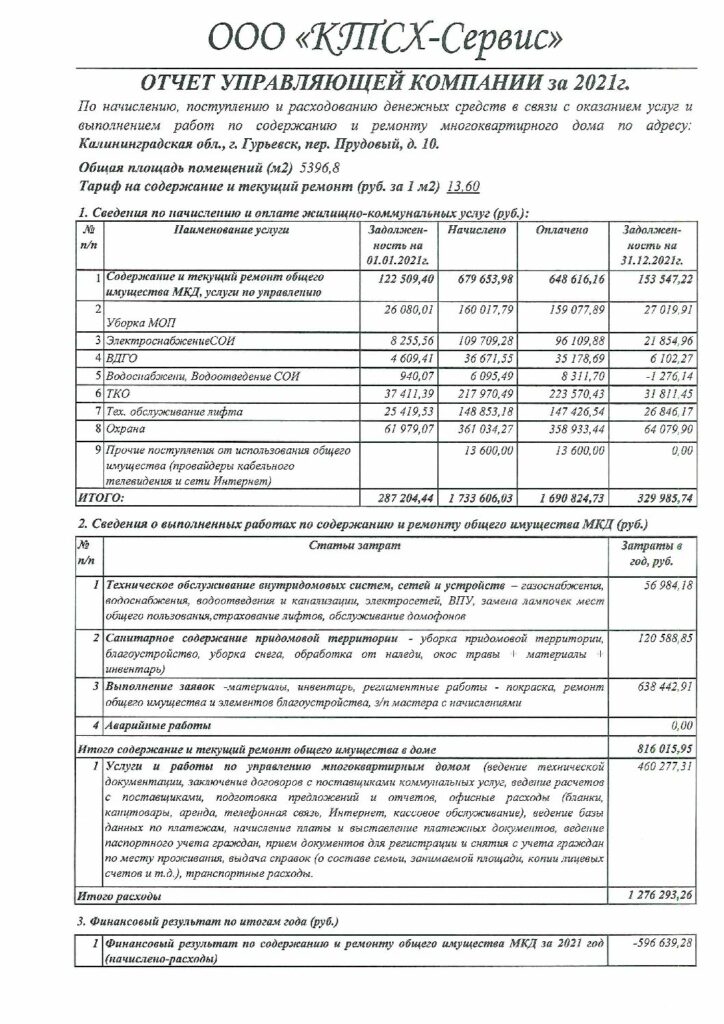 ООО «КТСХ-Сервис»
ОТЧЕТ УПРАВЛЯЮЩЕЙ КОМПАНИИ за 2021г.
По начислению, поступлению и расходованию денежных средств в связи с оказанием услуг и
выполнением работ по содержанию и ремонту многоквартирного дома по адресу:
Калининградская обл., г. Гурьевск, пер. Прудовый, д. 10.
Общая площадь помещений (м2) 5396,8
Тариф на содержание и текущий ремонт (руб. за 1 м2) 13,60
1. Сведения по начислению и оплате жилищно-коммунальных услуг (руб.):
№ п/п Наименование услуги Задолжен-ность на 01.01.2021г. Начислено Оплачено Задолжен-ность на 31.12.2021г.
1 Содержание и текущий ремонт общего имущества МКД, услуги по управлению 122 509,40 679 653,98 648 616,16 153 547,22
2 Уборка МОП 26 080,01 160 017,79 159 077,89 27 019,91
3 ЭлектроснабжениеСОИ 8 255,56 109 709,28 96 109,88 21 854,96
4 ВДГО 4 609,41 36 671,55 35 178,69 6 102,27
5 Водоснабжени, Водоотведение СОИ 940,07 6 095,49 8 311,70 -1 276,14
6 ТКО 37 411,39 217 970,49 223 570,43 31 811,45
7 Тех. обслуживание лифта 25 419,53 148 853,18 147 426,54 26 846,17
8 Охрана 61 979,07 361 034,27 358 933,44 64 079,90
9 Прочие поступления от использования общего имущества (провайдеры кабельного телевидения и сети Интернет) 13 600,00 13 600,00 0,00
ИТОГО: 287 204,44 1 733 606,03 1 690 824,73 329 985,74
2. Сведения о выполненных работах по содержанию и ремонту общего имущества МКД (руб.)
№ п/п Статьи затрат Затраты в год, руб.
1 Техническое обслуживание внутридомовых систем, сетей и устройств – газоснабжения, 56 984,18
водоснабжения, водоотведения и канализации, электросетей, ВПУ, замена лампочек мест
общего пользования,страхование лифтов, обслуживание домофонов
2 Санитарное содержание придомовой территории - уборка придомовой территории, 120 588,85
благоустройство, уборка снега, обработка от наледи, окос травы + материалы +
инвентарь)
3 Выполнение заявок -материалы, инвентарь, регламентные работы - покраска, ремонт 638 442,91
общего имущества и элементов благоустройства, з/п мастера с начислениями
4 Аварийные работы 0,00
Итого содержание и текущий ремонт общего имущества в доме 816 015,95
1 Услуги и работы по управлению многоквартирным домом (ведение технической 460 277,31
документации, заключение договоров с поставщиками коммунальных услуг, ведение расчетов
с поставщиками, подготовка предложений и отчетов, офисные расходы (бланки,
канцтовары, аренда, телефонная связь, Интернет, кассовое обслуживание), ведение базы
данных по платежам, начисление платы и выставление платежных документов, ведение
паспортного учета граждан, прием документов для регистрации и снятия с учета граждан
по месту проживания, выдача справок (о составе семьи, занимаемой площади, копии лицевых
счетов и т.д.), транспортные расходы.
Итого расходы 1 276 293,26
3. Финансовый результат по итогам года (руб.)
1 Финансовый результат по содержанию и ремонту общего имущества МКД за 2021 год -596 639,28
(начислено-расходы)